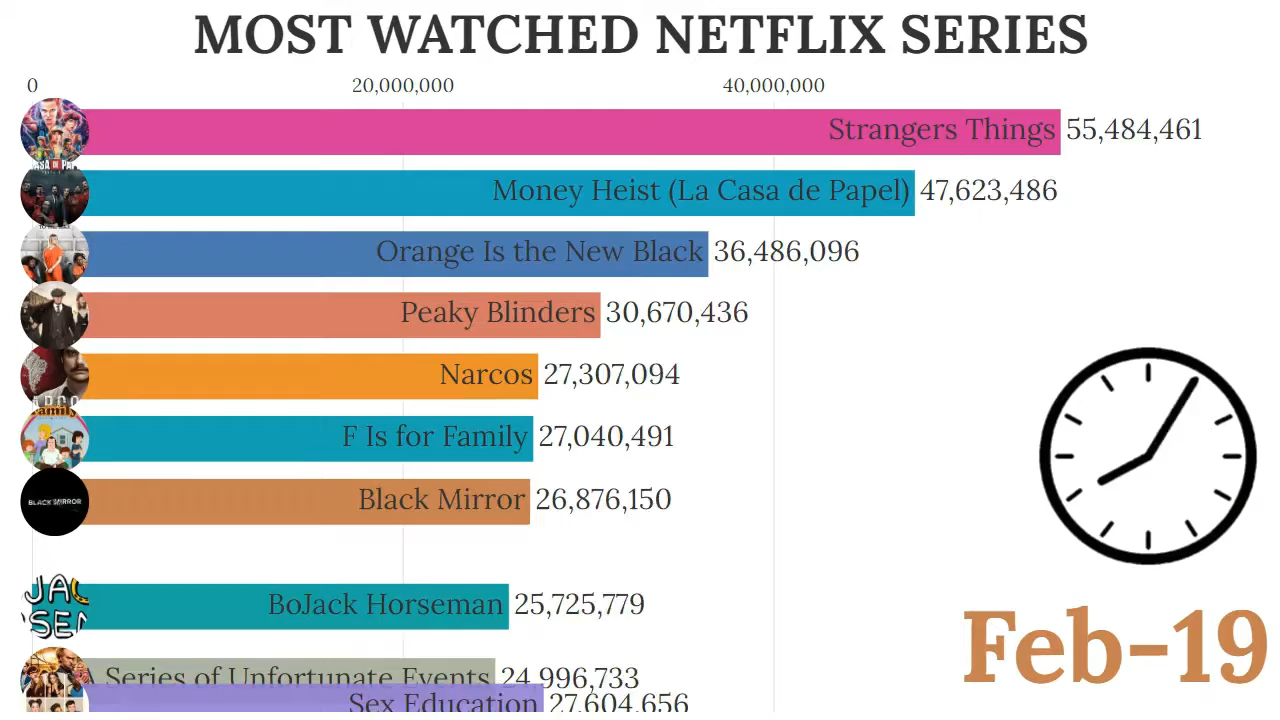 MOST WATCHED NETFLIX SERIES
0 20,000,000 40,000,000
Strangers Things 55,484,461
Money Heist (La Casa de Papel) 47,623,486
Orange Is the New Black 36,486,096
Peaky Blinders 30,670,436
Narcos 27,307,094
F Is for Family 27,040,491
BLACK MIRROR Black Mirror 26,876,150
BoJack Horseman 25,725,779
A Series of Unfortunate Events 24,996,733
Sex Education 27,604,656
Feb-19